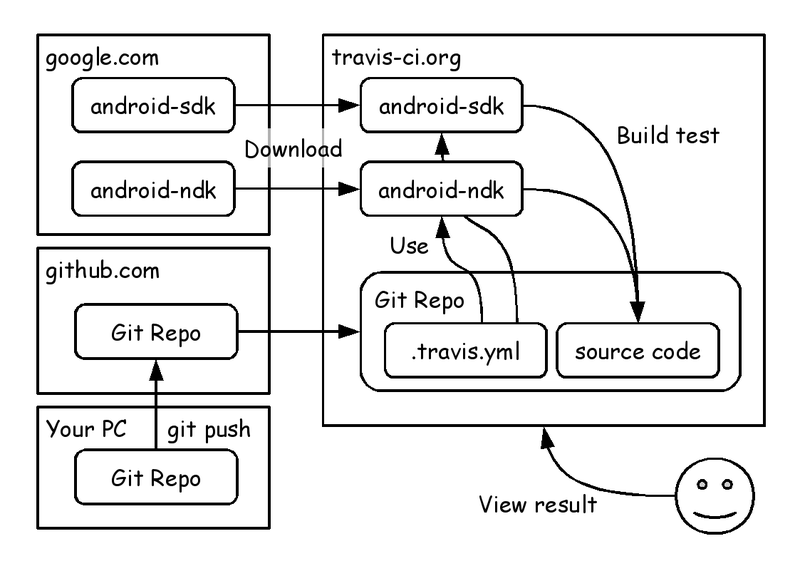 google.com
android-sdk
android-ndk
Download
github.com
Git Repo
Your PC
git push
Git Repo
travis-ci.org
android-sdk
Build test
android-ndk
Use
Git Repo
.travis.yml
source code
View result